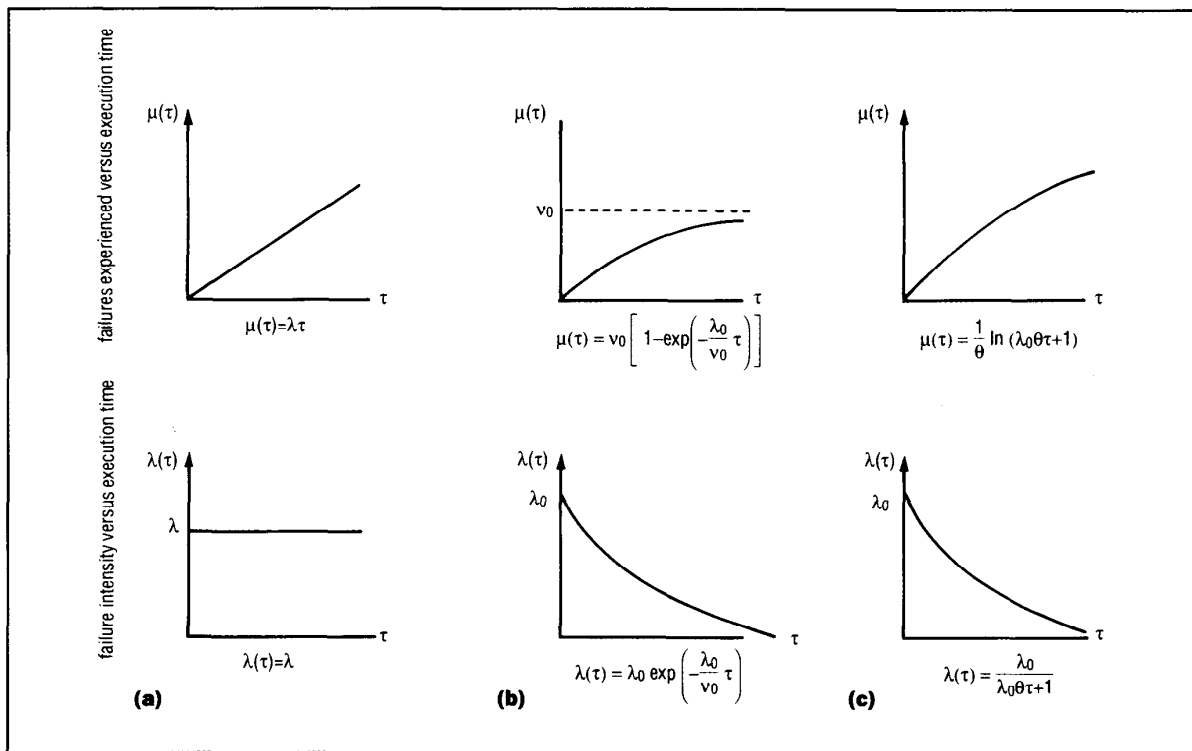 failures experienced versus execution time
μ(τ)
τ
μ(τ)=λτ
μ(τ)
ν0
τ
μ(τ) = ν0 [ 1–exp(–λ0/ν0 τ) ]
μ(τ)
τ
μ(τ) = 1/θ ln (λ0θτ+1)
failure intensity versus execution time
λ(τ)
λ
τ
λ(τ)=λ
(a)
λ(τ)
λ0
τ
λ(τ) = λ0 exp (–λ0/ν0 τ)
(b)
λ(τ)
λ0
τ
λ(τ) = λ0/λ0θτ+1
(c)